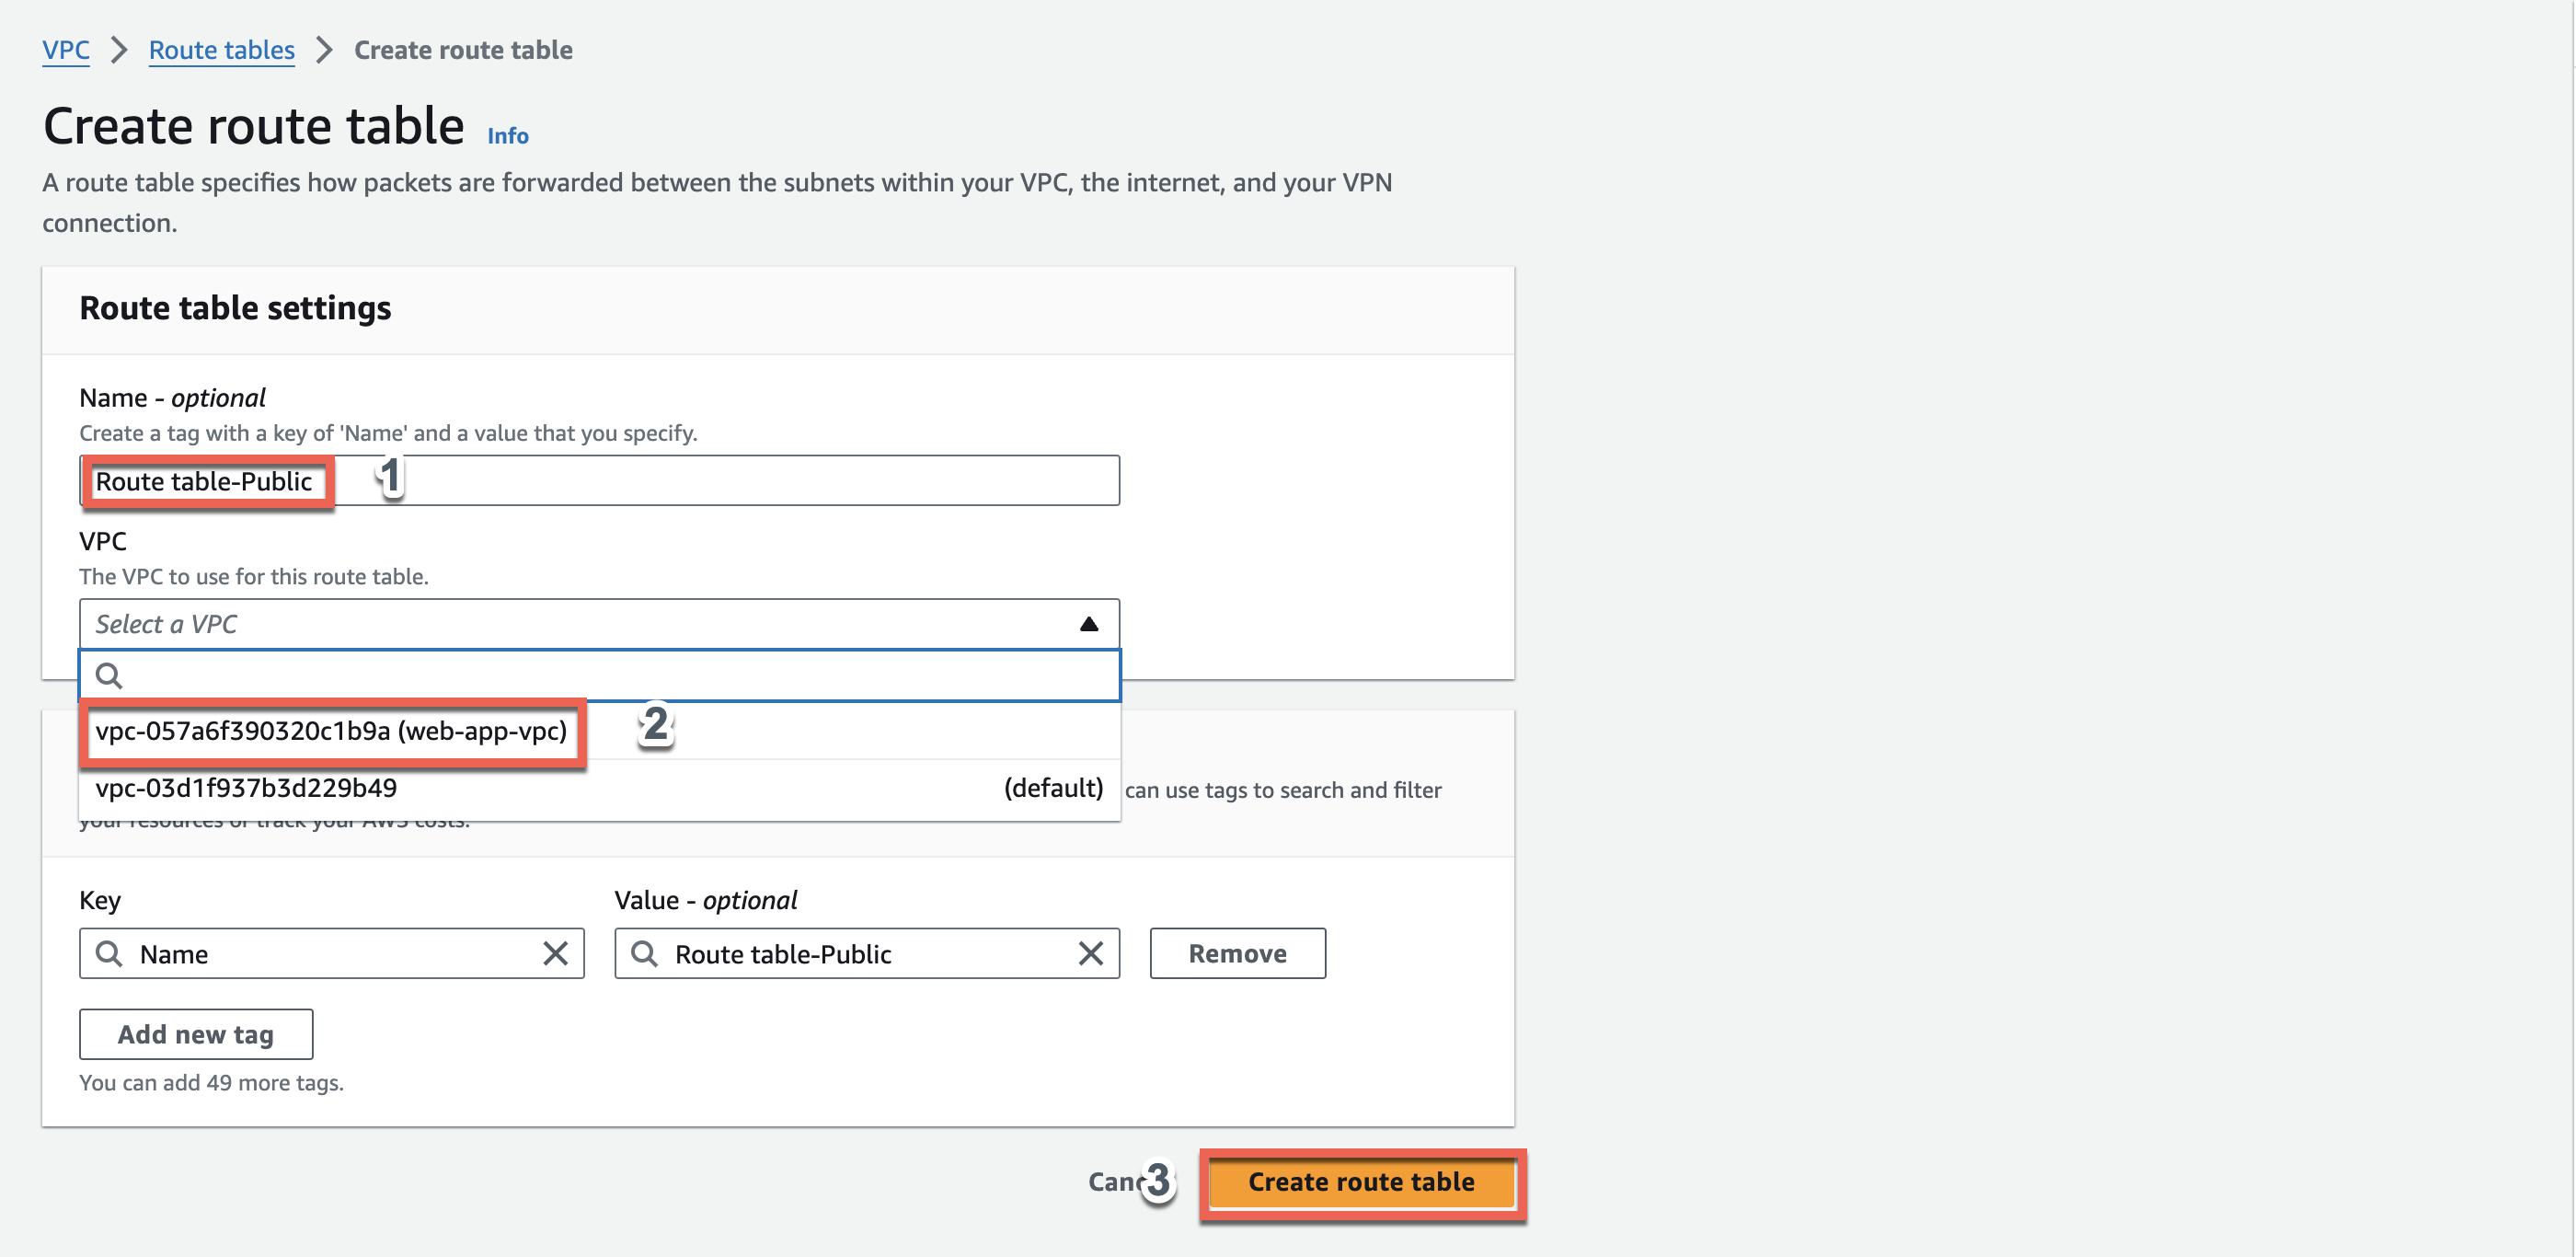 VPC > Route tables > Create route table
Create route table Info
A route table specifies how packets are forwarded between the subnets within your VPC, the internet, and your VPN
connection.
Route table settings
Name - optional
Create a tag with a key of 'Name' and a value that you specify.
Route table-Public 1
VPC
The VPC to use for this route table.
Select a VPC
vpc-057a6f390320c1b9a (web-app-vpc) 2
vpc-03d1f937b3d229b49 (default) can use tags to search and filter
your resources or track your AWS costs.
Key Value - optional
Name Route table-Public Remove
Add new tag
You can add 49 more tags.
3 Create route table